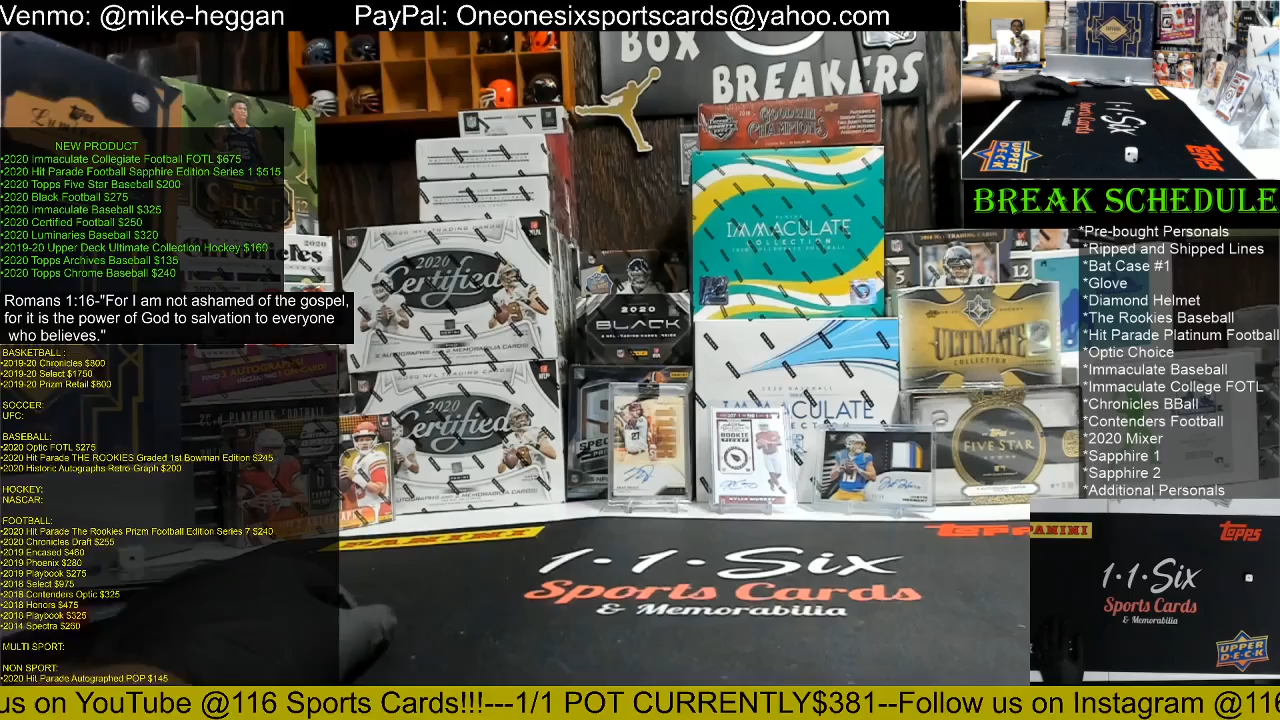 Venmo: @mike-heggan
PayPal: Oneonesixsportscards@yahoo.com
BOX
BREAKERS
NEW PRODUCT
*2020 Immaculate Collegiate Football FOTL $675
*2020 Hit Parade Football Sapphire Edition Series 1 $515
*2020 Topps Five Star Baseball $200
*2020 Black Football $275
*2020 Immaculate Baseball $325
*2020 Certified Football $250
*2020 Luminaries Baseball $320
*2019-20 Upper Deck Ultimate Collection Hockey $160
*2020 Topps Archives Baseball $135
*2020 Topps Chrome Baseball $240
Romans 1:16-"For I am not ashamed of the gospel,
for it is the power of God to salvation to everyone
who believes."
BASKETBALL:
*2019-20 Chronicles $300
*2019-20 Select $1750
*2019-20 Prizm Retail $800
SOCCER:
UFC:
BASEBALL:
*2020 Optic FOTL $275
*2020 Hit Parade THE ROOKIES Graded 1st Bowman Edition $245
*2020 Historic Autographs Retro-Graph $200
HOCKEY:
NASCAR:
FOOTBALL:
*2020 Hit Parade The Rookies Prizm Football Edition Series 7 $240
*2020 Chronicles Draft $255
*2019 Encased $460
*2019 Phoenix $280
*2019 Playbook $275
*2018 Select $975
*2018 Contenders Optic $325
*2018 Honors $475
*2016 Playbook $325
*2014 Spectra $260
MULTI SPORT:
NON SPORT:
*2020 Hit Parade Autographed POP $145
GOODWIN
CHAMPIONS
IMMACULATE
COLLECTION
2020
Certified
2020
BLACK
ULTIMATE
COLLECTION
2020
Certified
IMMACULATE
FIVE STAR
ROOKIE
TICKET
PANINI
1·1·Six
Sports Cards
& Memorabilia
1·1·Six
UPPER
DECK
Topps
BREAK SCHEDULE
*Pre-bought Personals
*Ripped and Shipped Lines
*Bat Case #1
*Glove
*Diamond Helmet
*The Rookies Baseball
*Hit Parade Platinum Football
*Optic Choice
*Immaculate Baseball
*Immaculate College FOTL
*Chronicles BBall
*Contenders Football
*2020 Mixer
*Sapphire 1
*Sapphire 2
*Additional Personals
PANINI
Topps
1·1·Six
Sports Cards
& Memorabilia
UPPER
DECK
us on YouTube @116 Sports Cards!!!---1/1 POT CURRENTLY$381--Follow us on Instagram @116